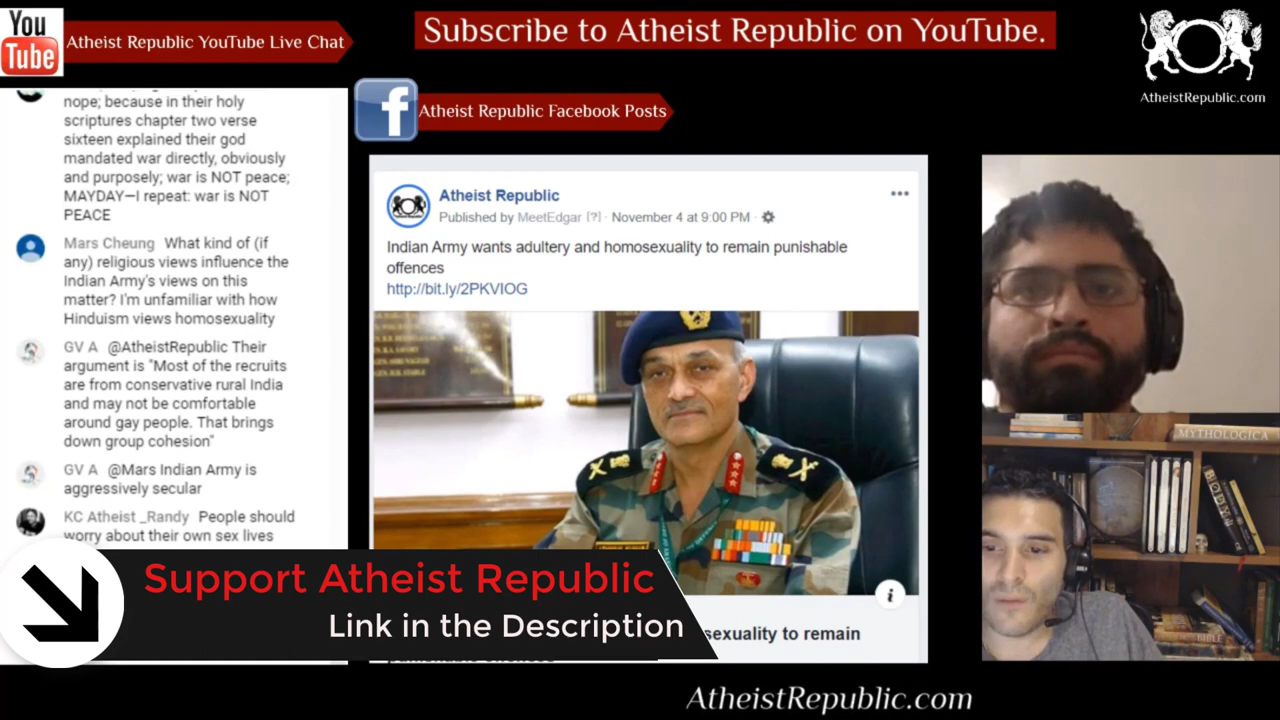 You
Tube
Atheist Republic YouTube Live Chat
Subscribe to Atheist Republic on YouTube.
AtheistRepublic.com
Atheist Republic Facebook Posts
nope; because in their holy
scriptures chapter two verse
sixteen explained their god
mandated war directly, obviously
and purposely; war is NOT peace;
MAYDAY—I repeat: war is NOT
PEACE
Mars Cheung What kind of (if
any) religious views influence the
Indian Army's views on this
matter? I'm unfamiliar with how
Hinduism views homosexuality
GV A @AtheistRepublic Their
argument is "Most of the recruits
are from conservative rural India
and may not be comfortable
around gay people. That brings
down group cohesion"
GV A @Mars Indian Army is
aggressively secular
KC Atheist _Randy People should
worry about their own sex lives
Atheist Republic
Published by MeetEdgar [?] · November 4 at 9:00 PM ·
Indian Army wants adultery and homosexuality to remain punishable
offences
http://bit.ly/2PKVIOG
sexuality to remain
MYTHOLOGICA
BIBLE
Support Atheist Republic
Link in the Description
AtheistRepublic.com